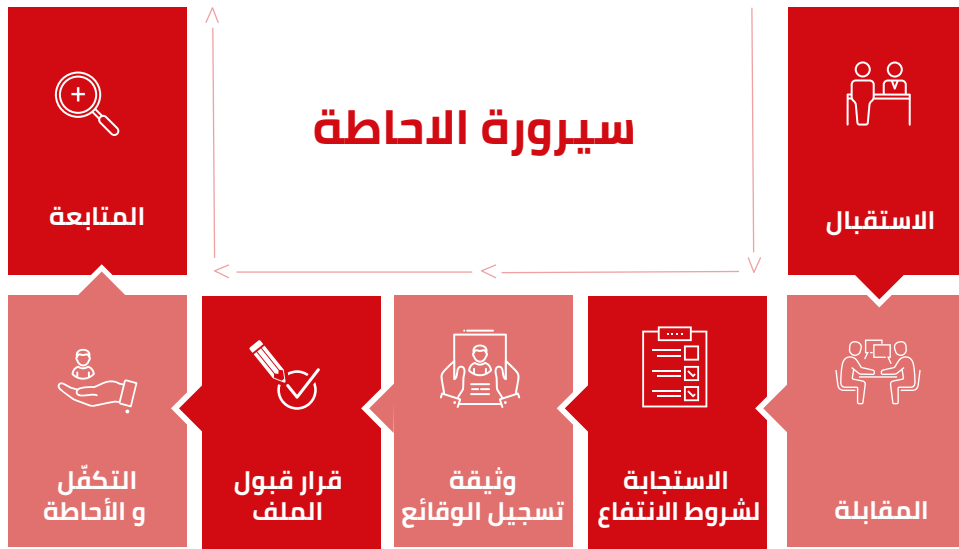 سيرورة الاحاطة
الاستقبال
المقابلة
الاستجابة
لشروط الانتفاع
وثيقة
تسجيل الوقائع
قرار قبول
الملف
التكفّل
و الأحاطة
المتابعة